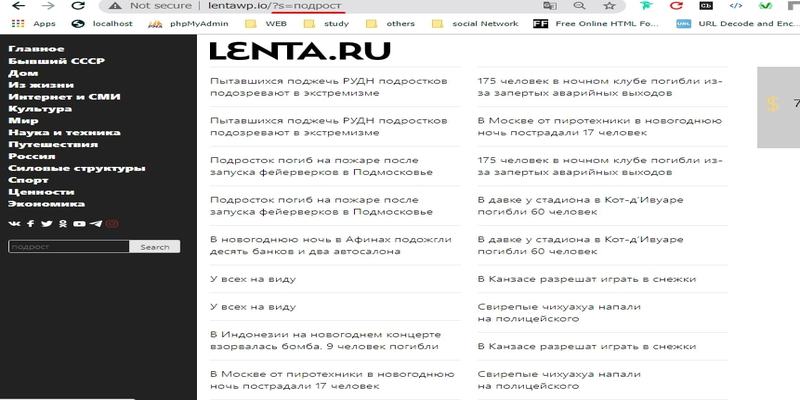 Not secure
lentawp.io/?s=подрост
Apps
localhost
phpMyAdmin
WEB
study
others
social Network
Free Online HTML Fo...
URL Decode and Enc...
Главное
Бывший СССР
Дом
Из жизни
Интернет и СМИ
Культура
Мир
Наука и техника
Путешествия
Россия
Силовые структуры
Спорт
Ценности
Экономика
подрост
Search
LENTA.RU
Пытавшихся поджечь РУДН подростков
подозревают в экстремизме
Пытавшихся поджечь РУДН подростков
подозревают в экстремизме
Подросток погиб на пожаре после
запуска фейерверков в Подмосковье
Подросток погиб на пожаре после
запуска фейерверков в Подмосковье
В новогоднюю ночь в Афинах подожгли
десять банков и два автосалона
У всех на виду
У всех на виду
В Индонезии на новогоднем концерте
взорвалась бомба. 9 человек погибли
В Москве от пиротехники в новогоднюю
ночь пострадали 17 человек
175 человек в ночном клубе погибли из-
за запертых аварийных выходов
В Москве от пиротехники в новогоднюю
ночь пострадали 17 человек
175 человек в ночном клубе погибли из-
за запертых аварийных выходов
В давке у стадиона в Кот-д'Ивуаре
погибли 60 человек
В давке у стадиона в Кот-д'Ивуаре
погибли 60 человек
В Канзасе разрешат играть в снежки
Свирепые чихуахуа напали
на полицейского
В Канзасе разрешат играть в снежки
Свирепые чихуахуа напали
на полицейского
$ 7